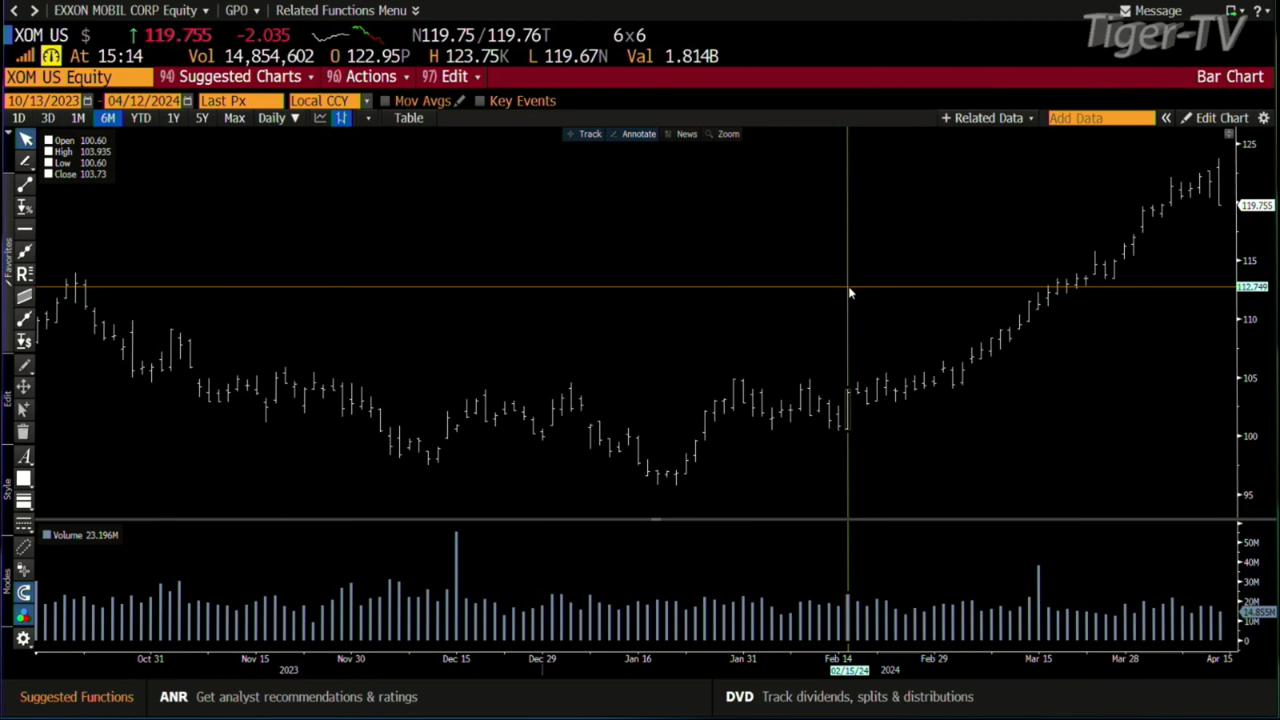 EXXON MOBIL CORP Equity GPO Related Functions Menu Message ?
Tiger-TV
XOM US $ 119.755 -2.035 N119.75/119.76T 6x6
At 15:14 Vol 14,854,602 O 122.95P H 123.75K L 119.67N Val 1.814B
XOM US Equity 94) Suggested Charts 96) Actions 97) Edit Bar Chart
10/13/2023 - 04/12/2024 Last Px Local CCY Mov Avgs Key Events
1D 3D 1M 6M YTD 1Y 5Y Max Daily Table + Related Data Add Data « Edit Chart
Track Annotate News Zoom
Open 100.60
High 103.935
Low 100.60
Close 103.73
125
119.755
115
112.749
110
105
100
95
Favorites
Edit
Style
Modes
Volume 23.196M
50M
40M
30M
20M
14.855M
10M
0
Oct 31 Nov 15 Nov 30 Dec 15 Dec 29 Jan 16 Jan 31 Feb 14 Feb 29 Mar 15 Mar 28 Apr 15
2023 02/15/24 2024
Suggested Functions ANR Get analyst recommendations & ratings DVD Track dividends, splits & distributions